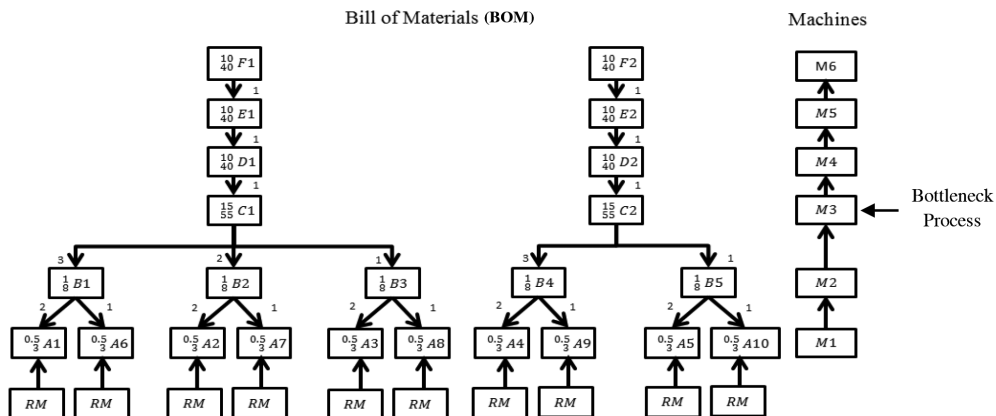 Bill of Materials (BOM) Machines
10 40 F1 10 40 F2 M6
1 1
10 40 E1 10 40 E2 M5
1 1
10 40 D1 10 40 D2 M4
1 1
15 55 C1 15 55 C2 M3 Bottleneck
Process
3 2 1 3 1
1 8 B1 1 8 B2 1 8 B3 1 8 B4 1 8 B5 M2
2 1 2 1 2 1 2 1 2 1
0.5 3 A1 0.5 3 A6 0.5 3 A2 0.5 3 A7 0.5 3 A3 0.5 3 A8 0.5 3 A4 0.5 3 A9 0.5 3 A5 0.5 3 A10 M1
RM RM RM RM RM RM RM RM RM RM